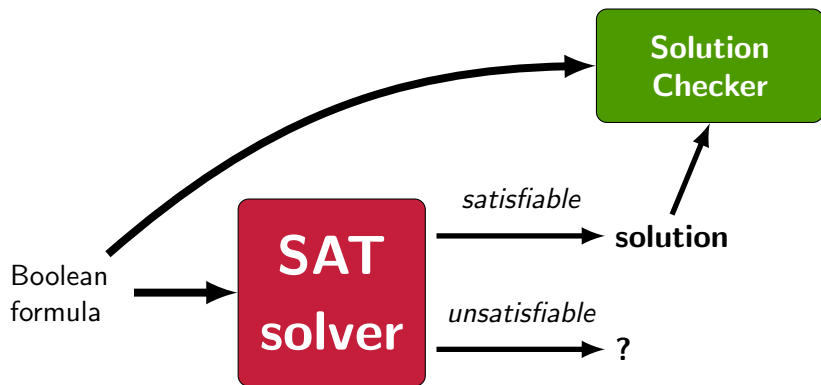 Solution
Checker
satisfiable
SAT
solution
Boolean
formula
solver
unsatisfiable
?